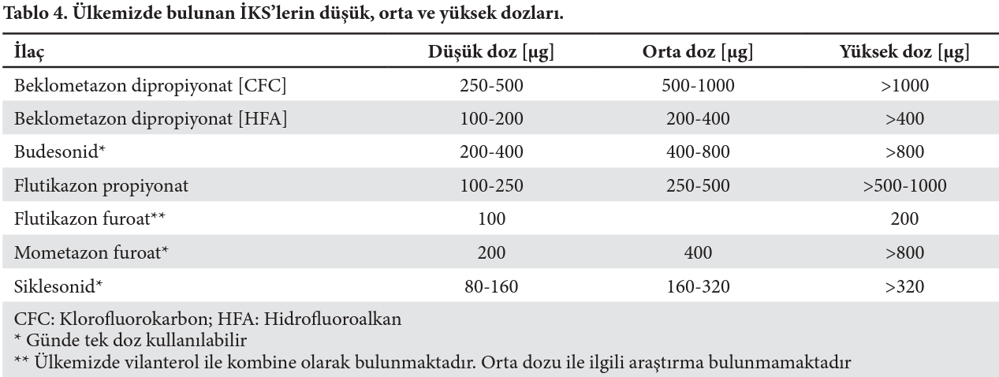 Tablo 4. Ülkemizde bulunan İKS’lerin düşük, orta ve yüksek dozları.
İlaç Düşük doz [µg] Orta doz [µg] Yüksek doz [µg]
Beklometazon dipropiyonat [CFC] 250-500 500-1000 >1000
Beklometazon dipropiyonat [HFA] 100-200 200-400 >400
Budesonid* 200-400 400-800 >800
Flutikazon propiyonat 100-250 250-500 >500-1000
Flutikazon furoat** 100 200
Mometazon furoat* 200 400 >800
Siklesonid* 80-160 160-320 >320
CFC: Klorofluorokarbon; HFA: Hidrofluoroalkan
* Günde tek doz kullanılabilir
** Ülkemizde vilanterol ile kombine olarak bulunmaktadır. Orta dozu ile ilgili araştırma bulunmamaktadır